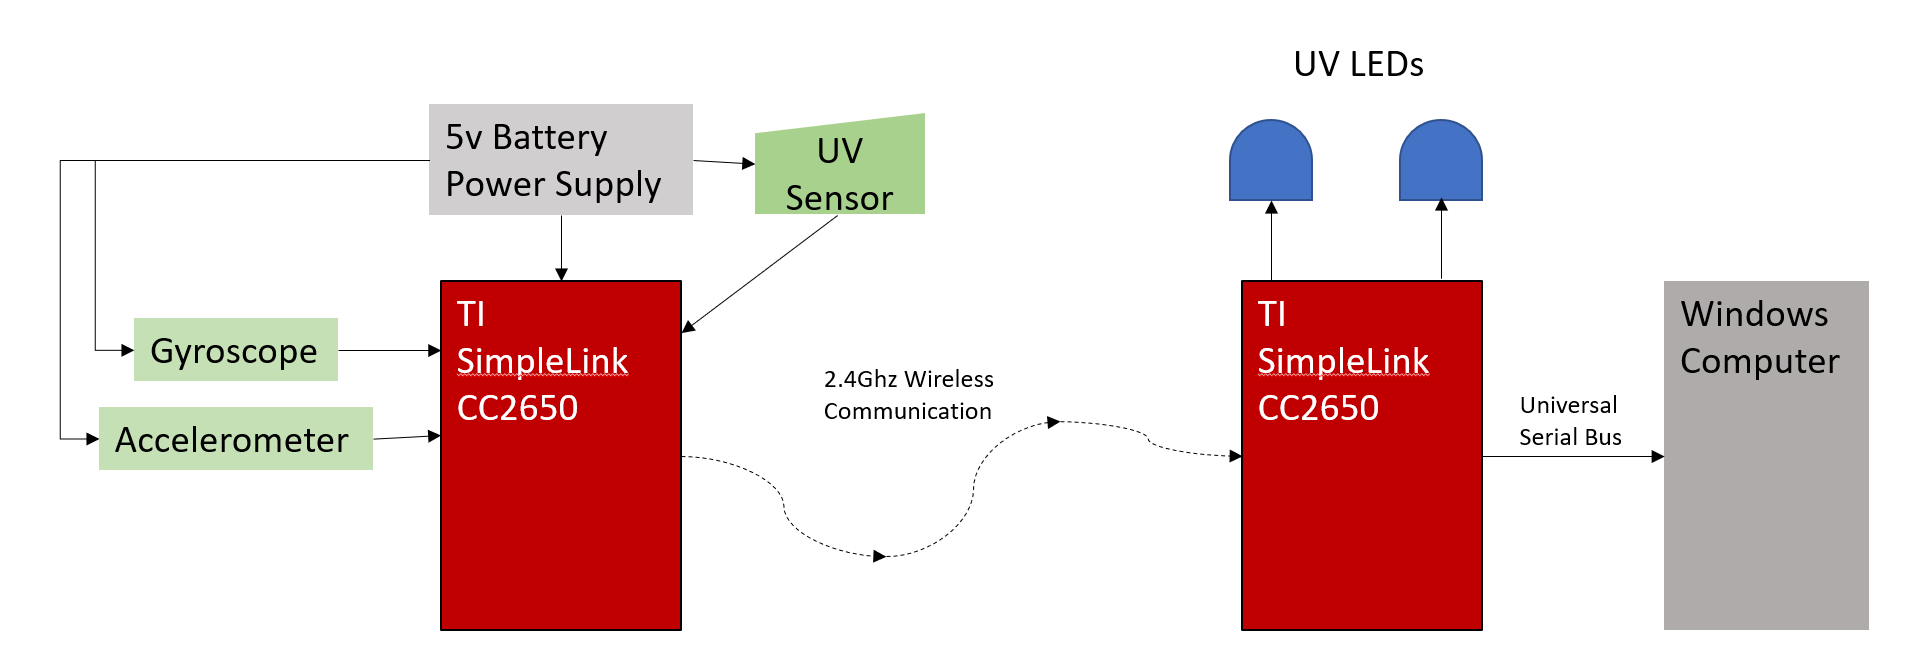 UV LEDs
5v Battery
Power Supply
UV
Sensor
Gyroscope
Accelerometer
TI
SimpleLink
CC2650
2.4Ghz Wireless
Communication
TI
SimpleLink
CC2650
Universal
Serial Bus
Windows
Computer